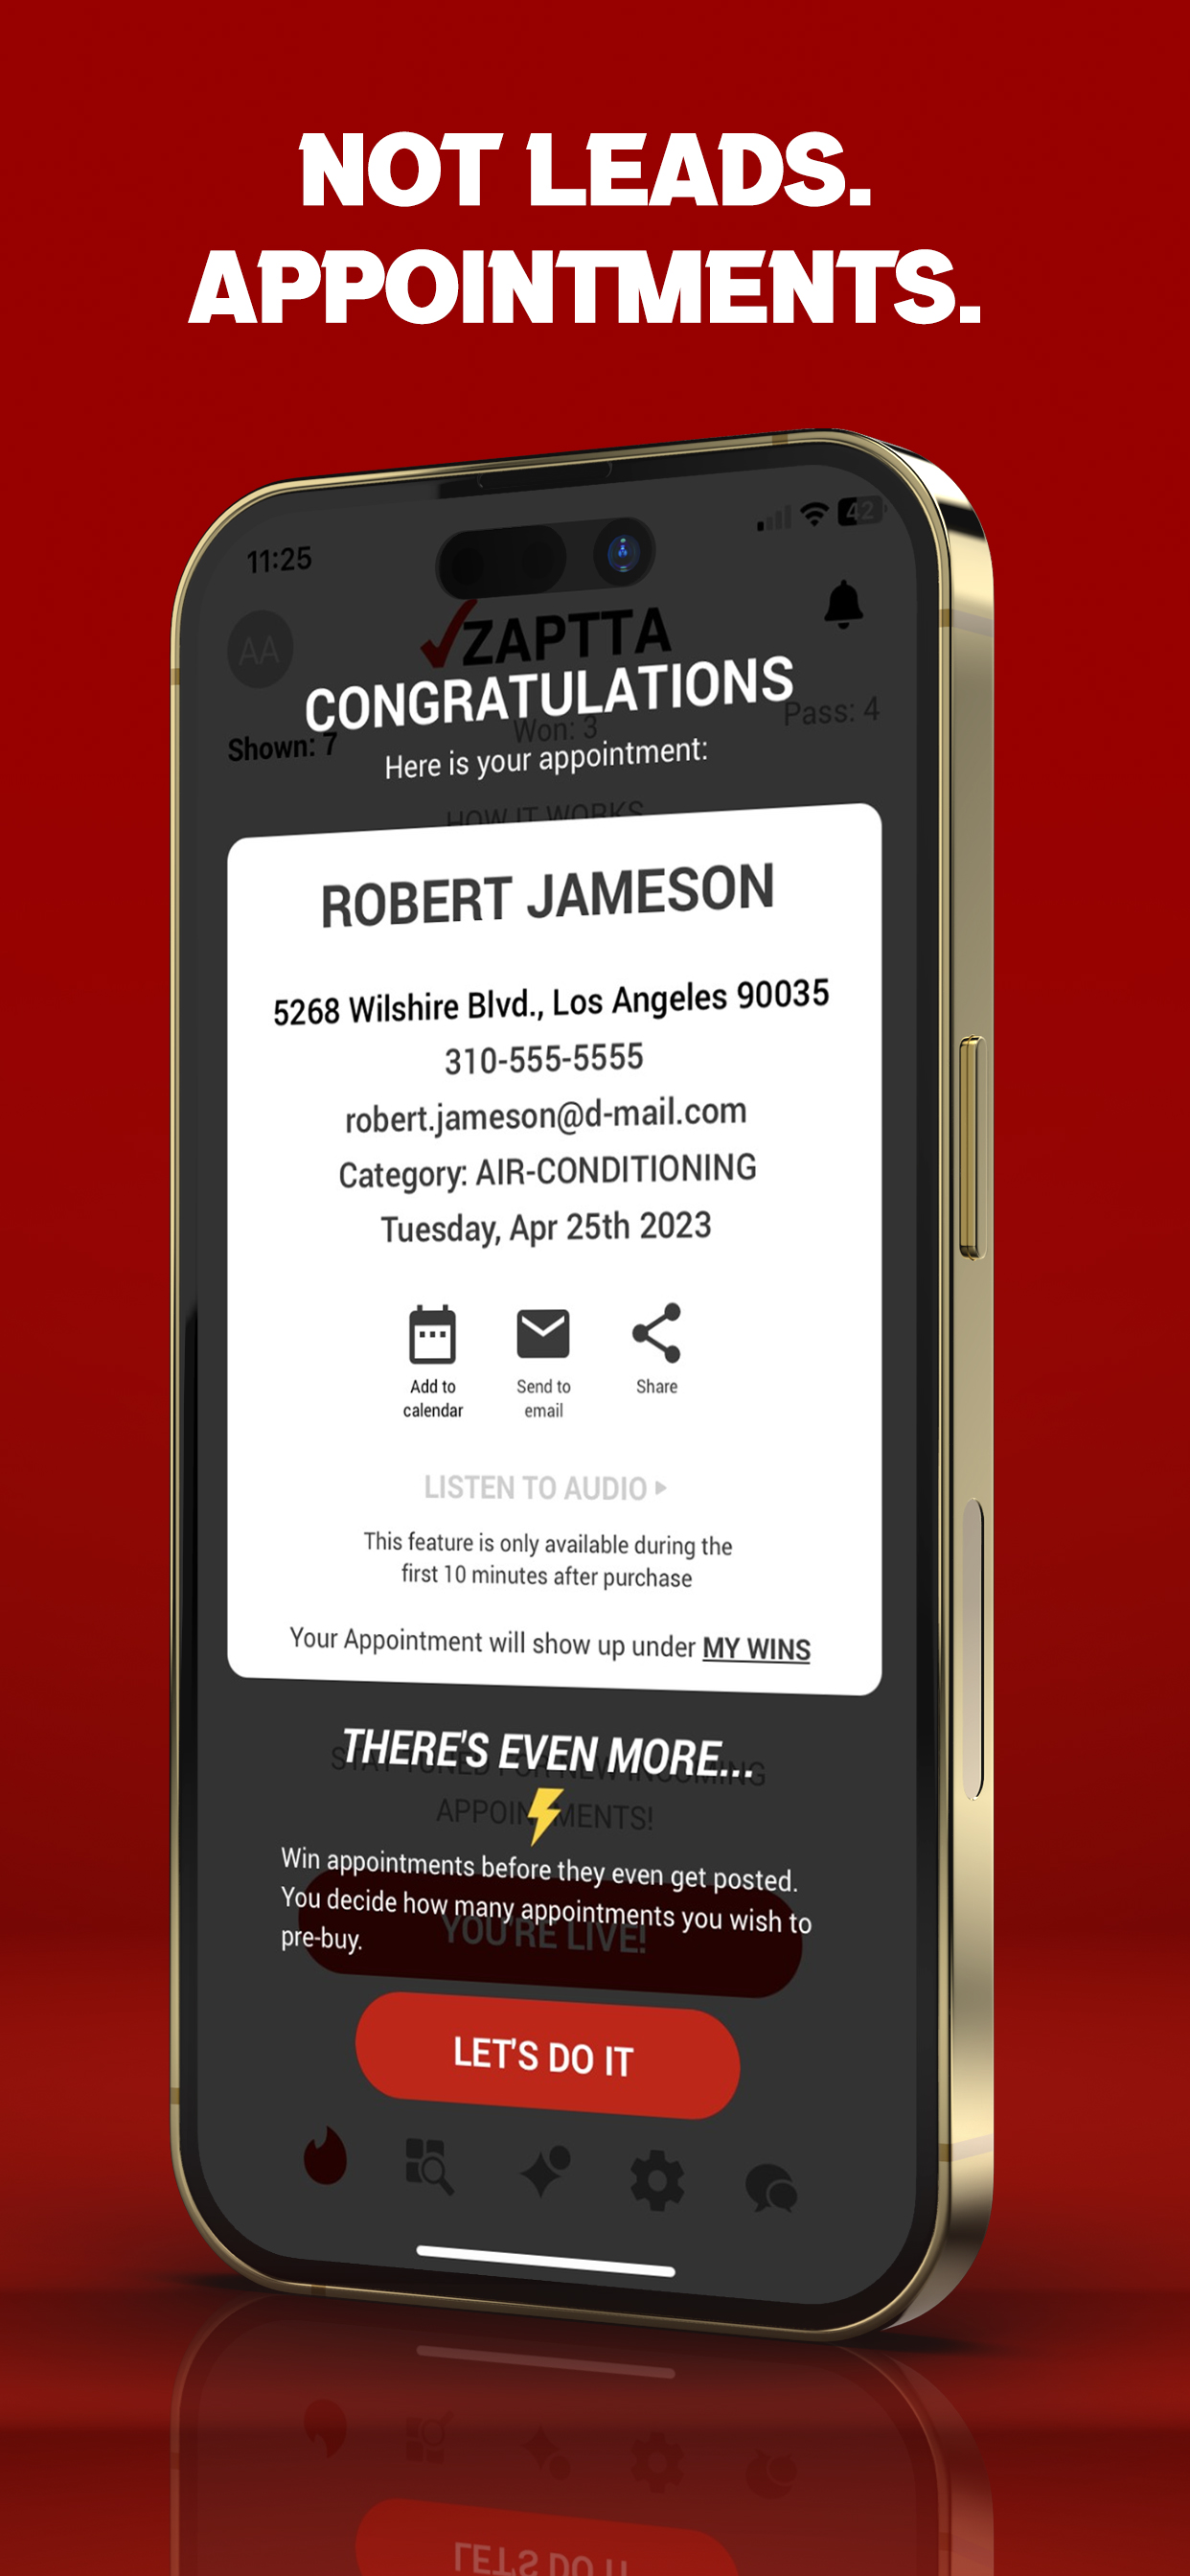 NOT LEADS.
APPOINTMENTS.
11:25
42
AA
ZAPTTA
CONGRATULATIONS
Shown: 7
Won: 3
Pass: 4
Here is your appointment:
HOW IT WORKS
ROBERT JAMESON
5268 Wilshire Blvd., Los Angeles 90035
310-555-5555
robert.jameson@d-mail.com
Category: AIR-CONDITIONING
Tuesday, Apr 25th 2023
Add to
calendar
Send to
email
Share
LISTEN TO AUDIO
This feature is only available during the
first 10 minutes after purchase
Your Appointment will show up under MY WINS
THERE'S EVEN MORE...
STAY TUNED FOR NEW INCOMING
APPOINTMENTS!
Win appointments before they even get posted.
You decide how many appointments you wish to
pre-buy.
YOU'RE LIVE!
LET'S DO IT
LET'S DO IT